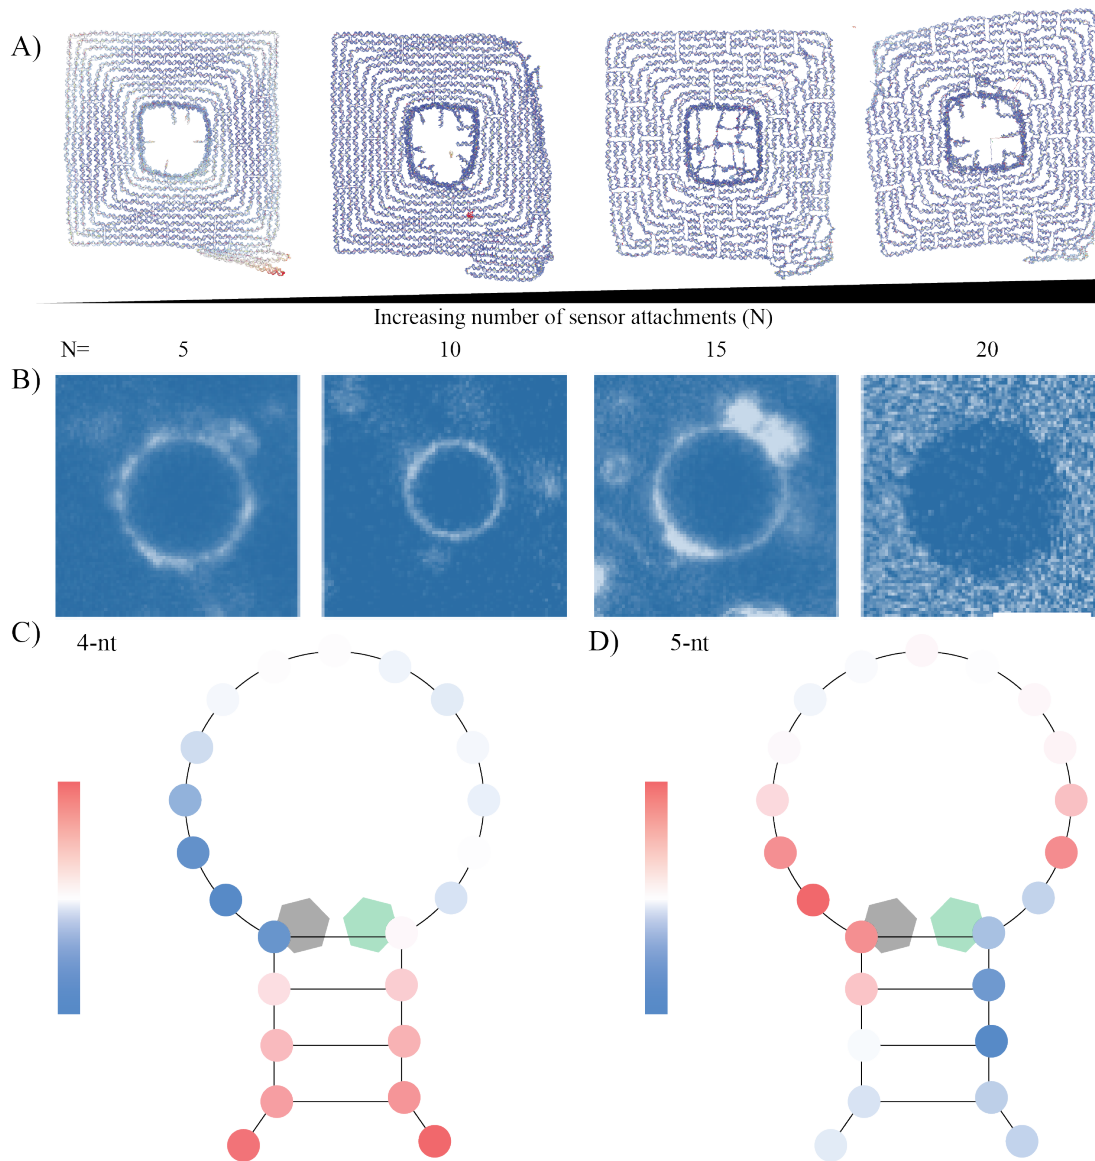 A)
Increasing number of sensor attachments (N)
N= 5 10 15 20
B)
C) 4-nt
D) 5-nt